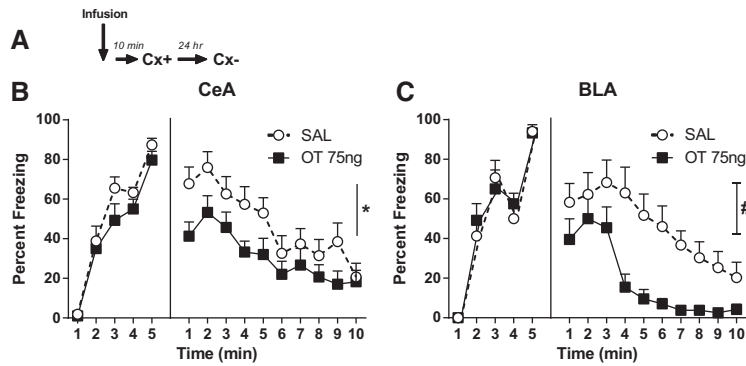 Infusion
A
10 min
Cx+
24 hr
Cx-
B
CeA
Percent Freezing
100
80
60
40
20
0
SAL
OT 75ng
*
1 2 3 4 5 1 2 3 4 5 6 7 8 9 10
Time (min)
C
BLA
Percent Freezing
100
80
60
40
20
0
SAL
OT 75ng
#
1 2 3 4 5 1 2 3 4 5 6 7 8 9 10
Time (min)